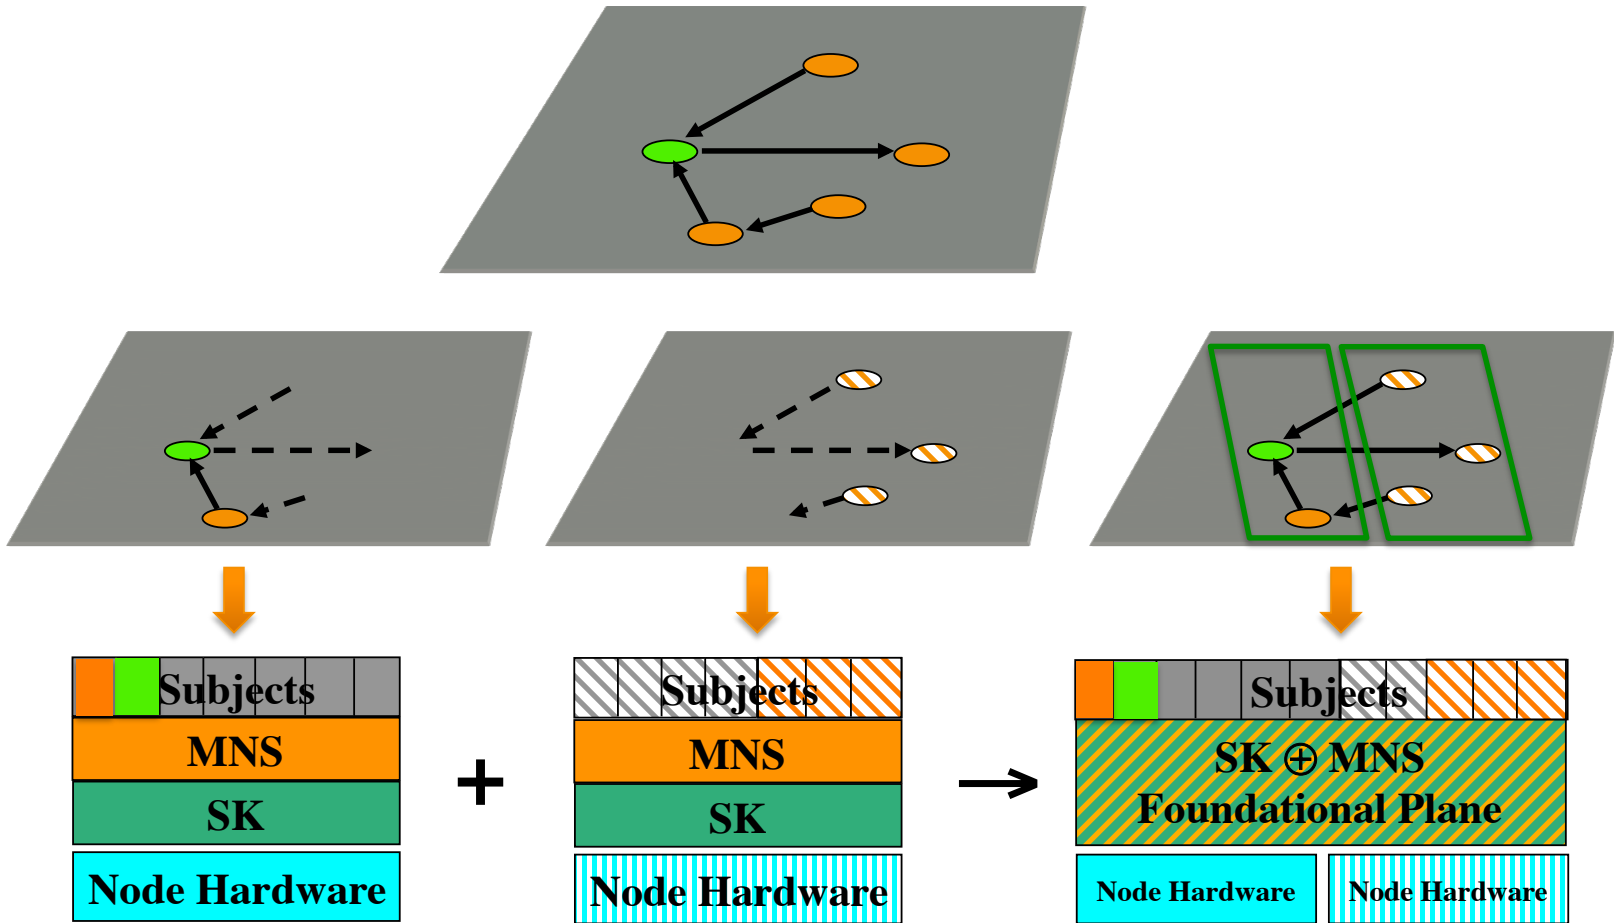 Subjects
MNS
SK
Node Hardware
+
Subjects
MNS
SK
Node Hardware
→
Subjects
SK ⊕ MNS
Foundational Plane
Node Hardware
Node Hardware